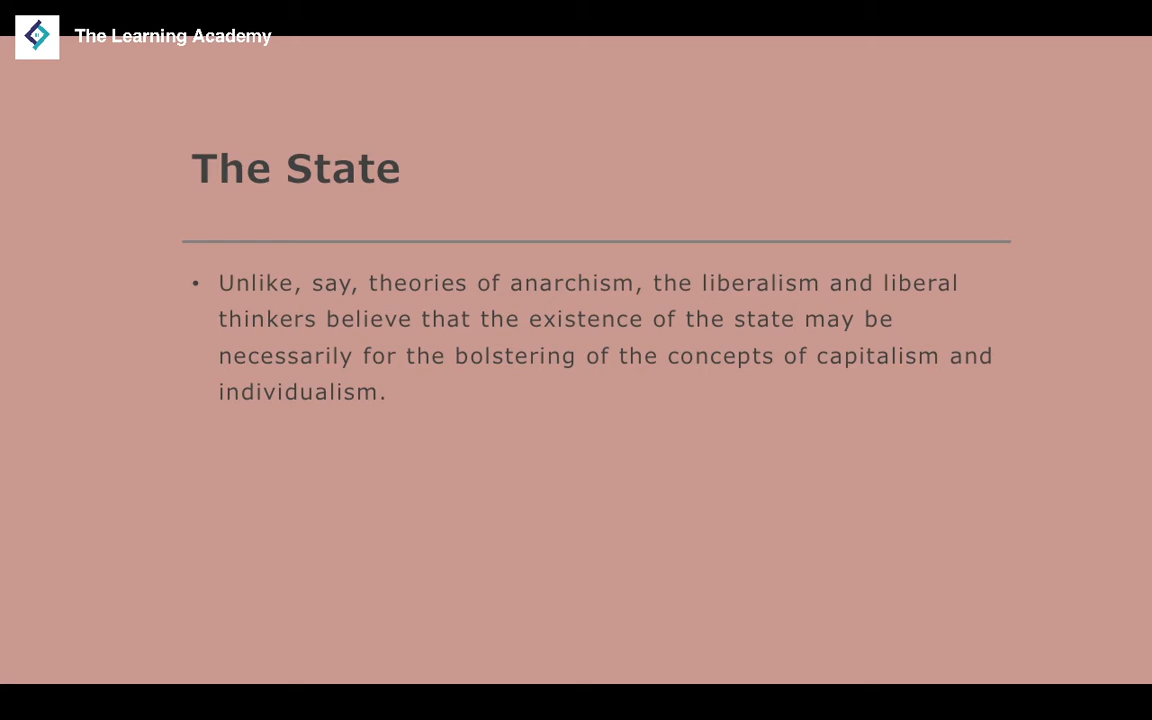 The Learning Academy
The State
• Unlike, say, theories of anarchism, the liberalism and liberal
thinkers believe that the existence of the state may be
necessarily for the bolstering of the concepts of capitalism and
individualism.